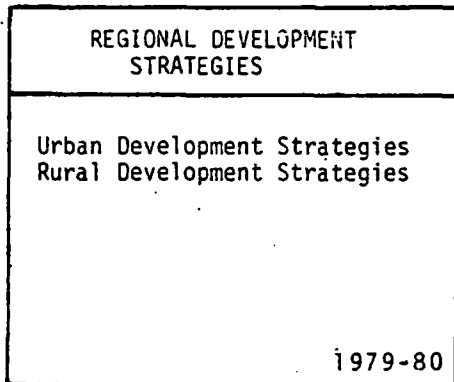 REGIONAL DEVELOPMENT
STRATEGIES
Urban Development Strategies
Rural Development Strategies
1979-80